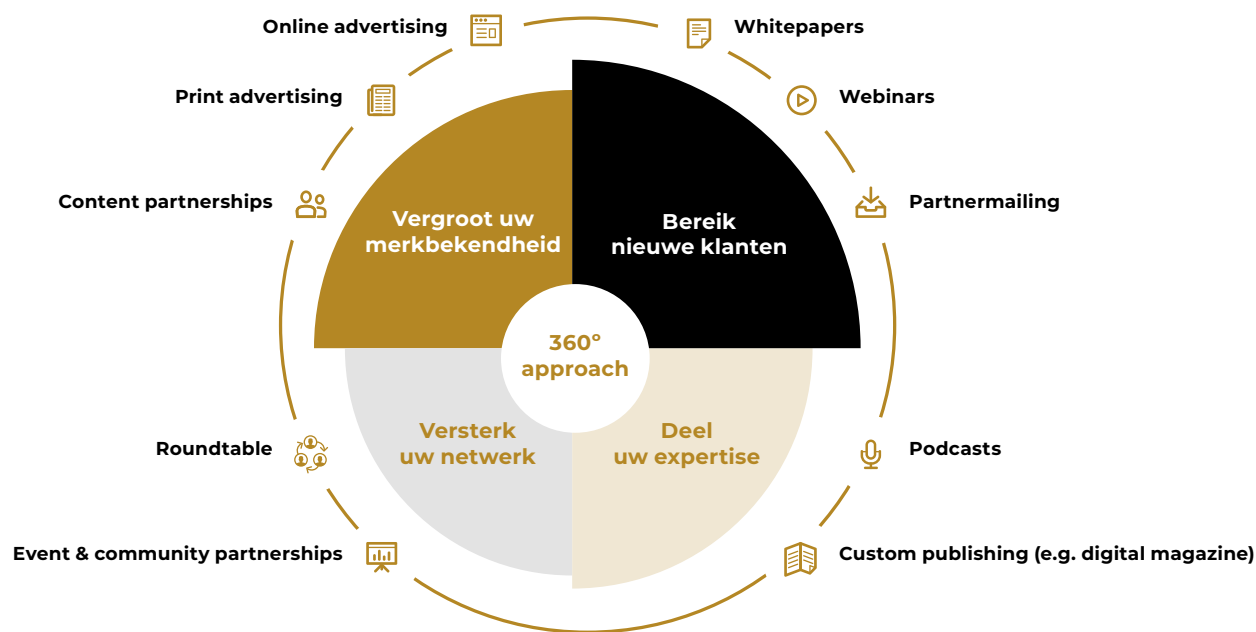 Online advertising
Whitepapers
Print advertising
Webinars
Content partnerships
Partnermailing
Vergroot uw
merkbekendheid
Bereik
nieuwe klanten
360º
approach
Versterk
uw netwerk
Deel
uw expertise
Roundtable
Podcasts
Event & community partnerships
Custom publishing (e.g. digital magazine)